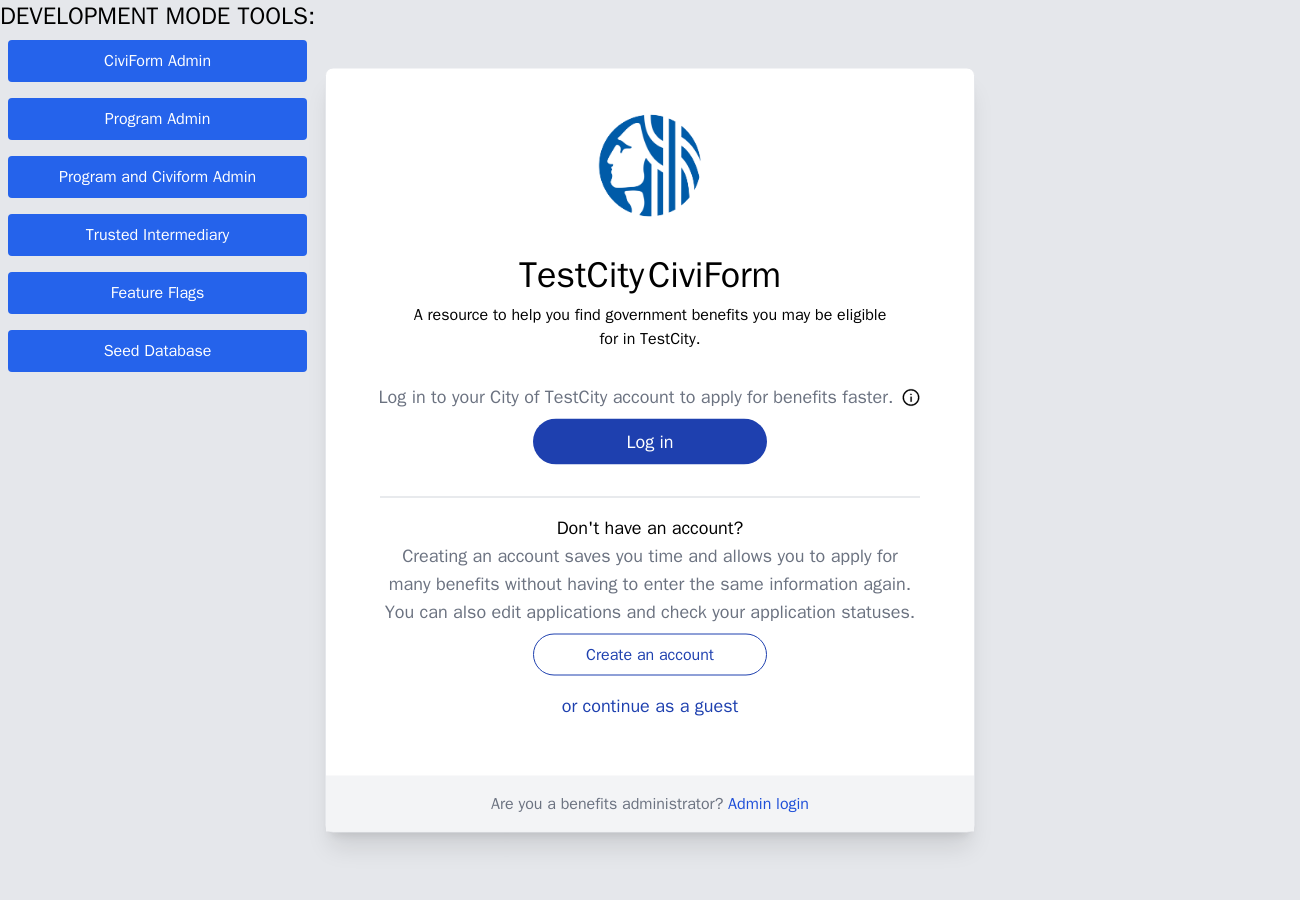 DEVELOPMENT MODE TOOLS:
CiviForm Admin
Program Admin
Program and Civiform Admin
Trusted Intermediary
Feature Flags
Seed Database
TestCity CiviForm
A resource to help you find government benefits you may be eligible
for in TestCity.
Log in to your City of TestCity account to apply for benefits faster.
Log in
Don't have an account?
Creating an account saves you time and allows you to apply for
many benefits without having to enter the same information again.
You can also edit applications and check your application statuses.
Create an account
or continue as a guest
Are you a benefits administrator? Admin login